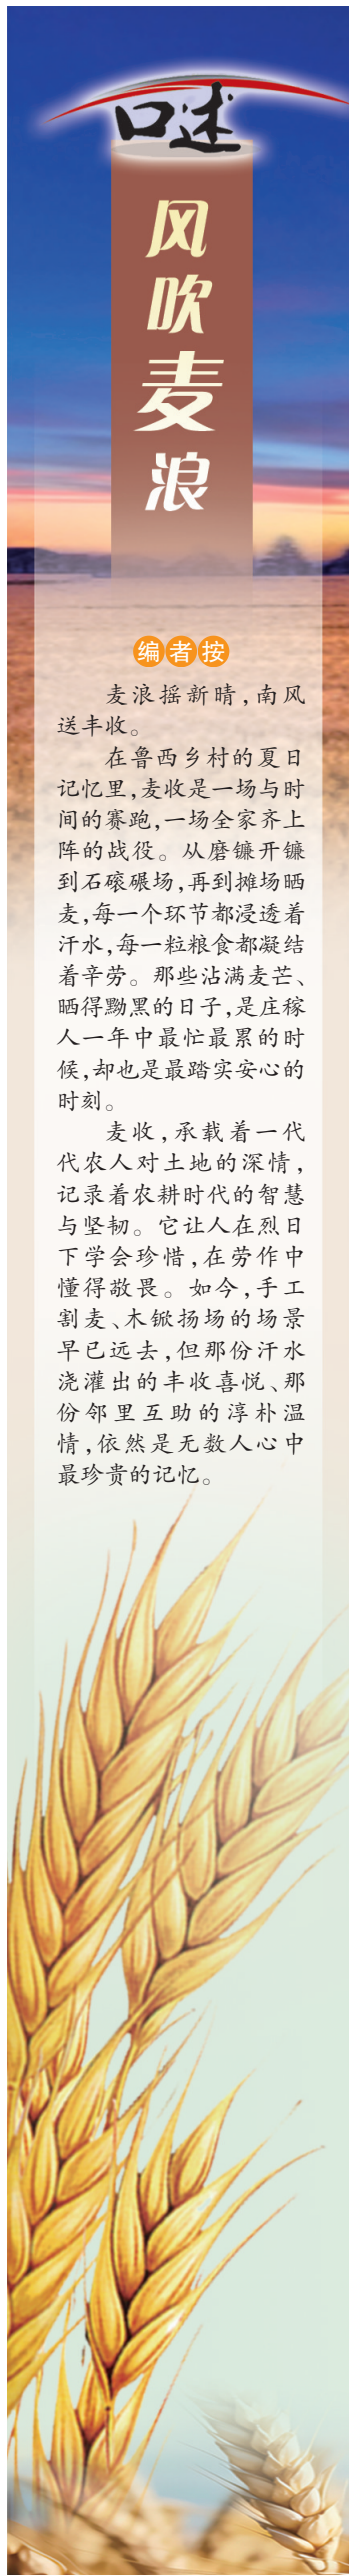 口述
风吹麦浪
编者按
麦浪摇新晴，南风
送丰收。
在鲁西乡村的夏日
记忆里，麦收是一场与时
间的赛跑，一场全家齐上
阵的战役。从磨镰开镰
到石磙碾场，再到摊场晒
麦，每一个环节都浸透着
汗水，每一粒粮食都凝结
着辛劳。那些沾满麦芒、
晒得黝黑的日子，是庄稼
人一年中最忙最累的时
候，却也是最踏实安心的
时刻。
麦收，承载着一代
代农人对土地的深情，
记录着农耕时代的智慧
与坚韧。它让人在烈日
下学会珍惜，在劳作中
懂得敬畏。如今，手工
割麦、木锨扬场的场景
早已远去，但那份汗水
浇灌出的丰收喜悦、那
份邻里互助的淳朴温
情，依然是无数人心中
最珍贵的记忆。